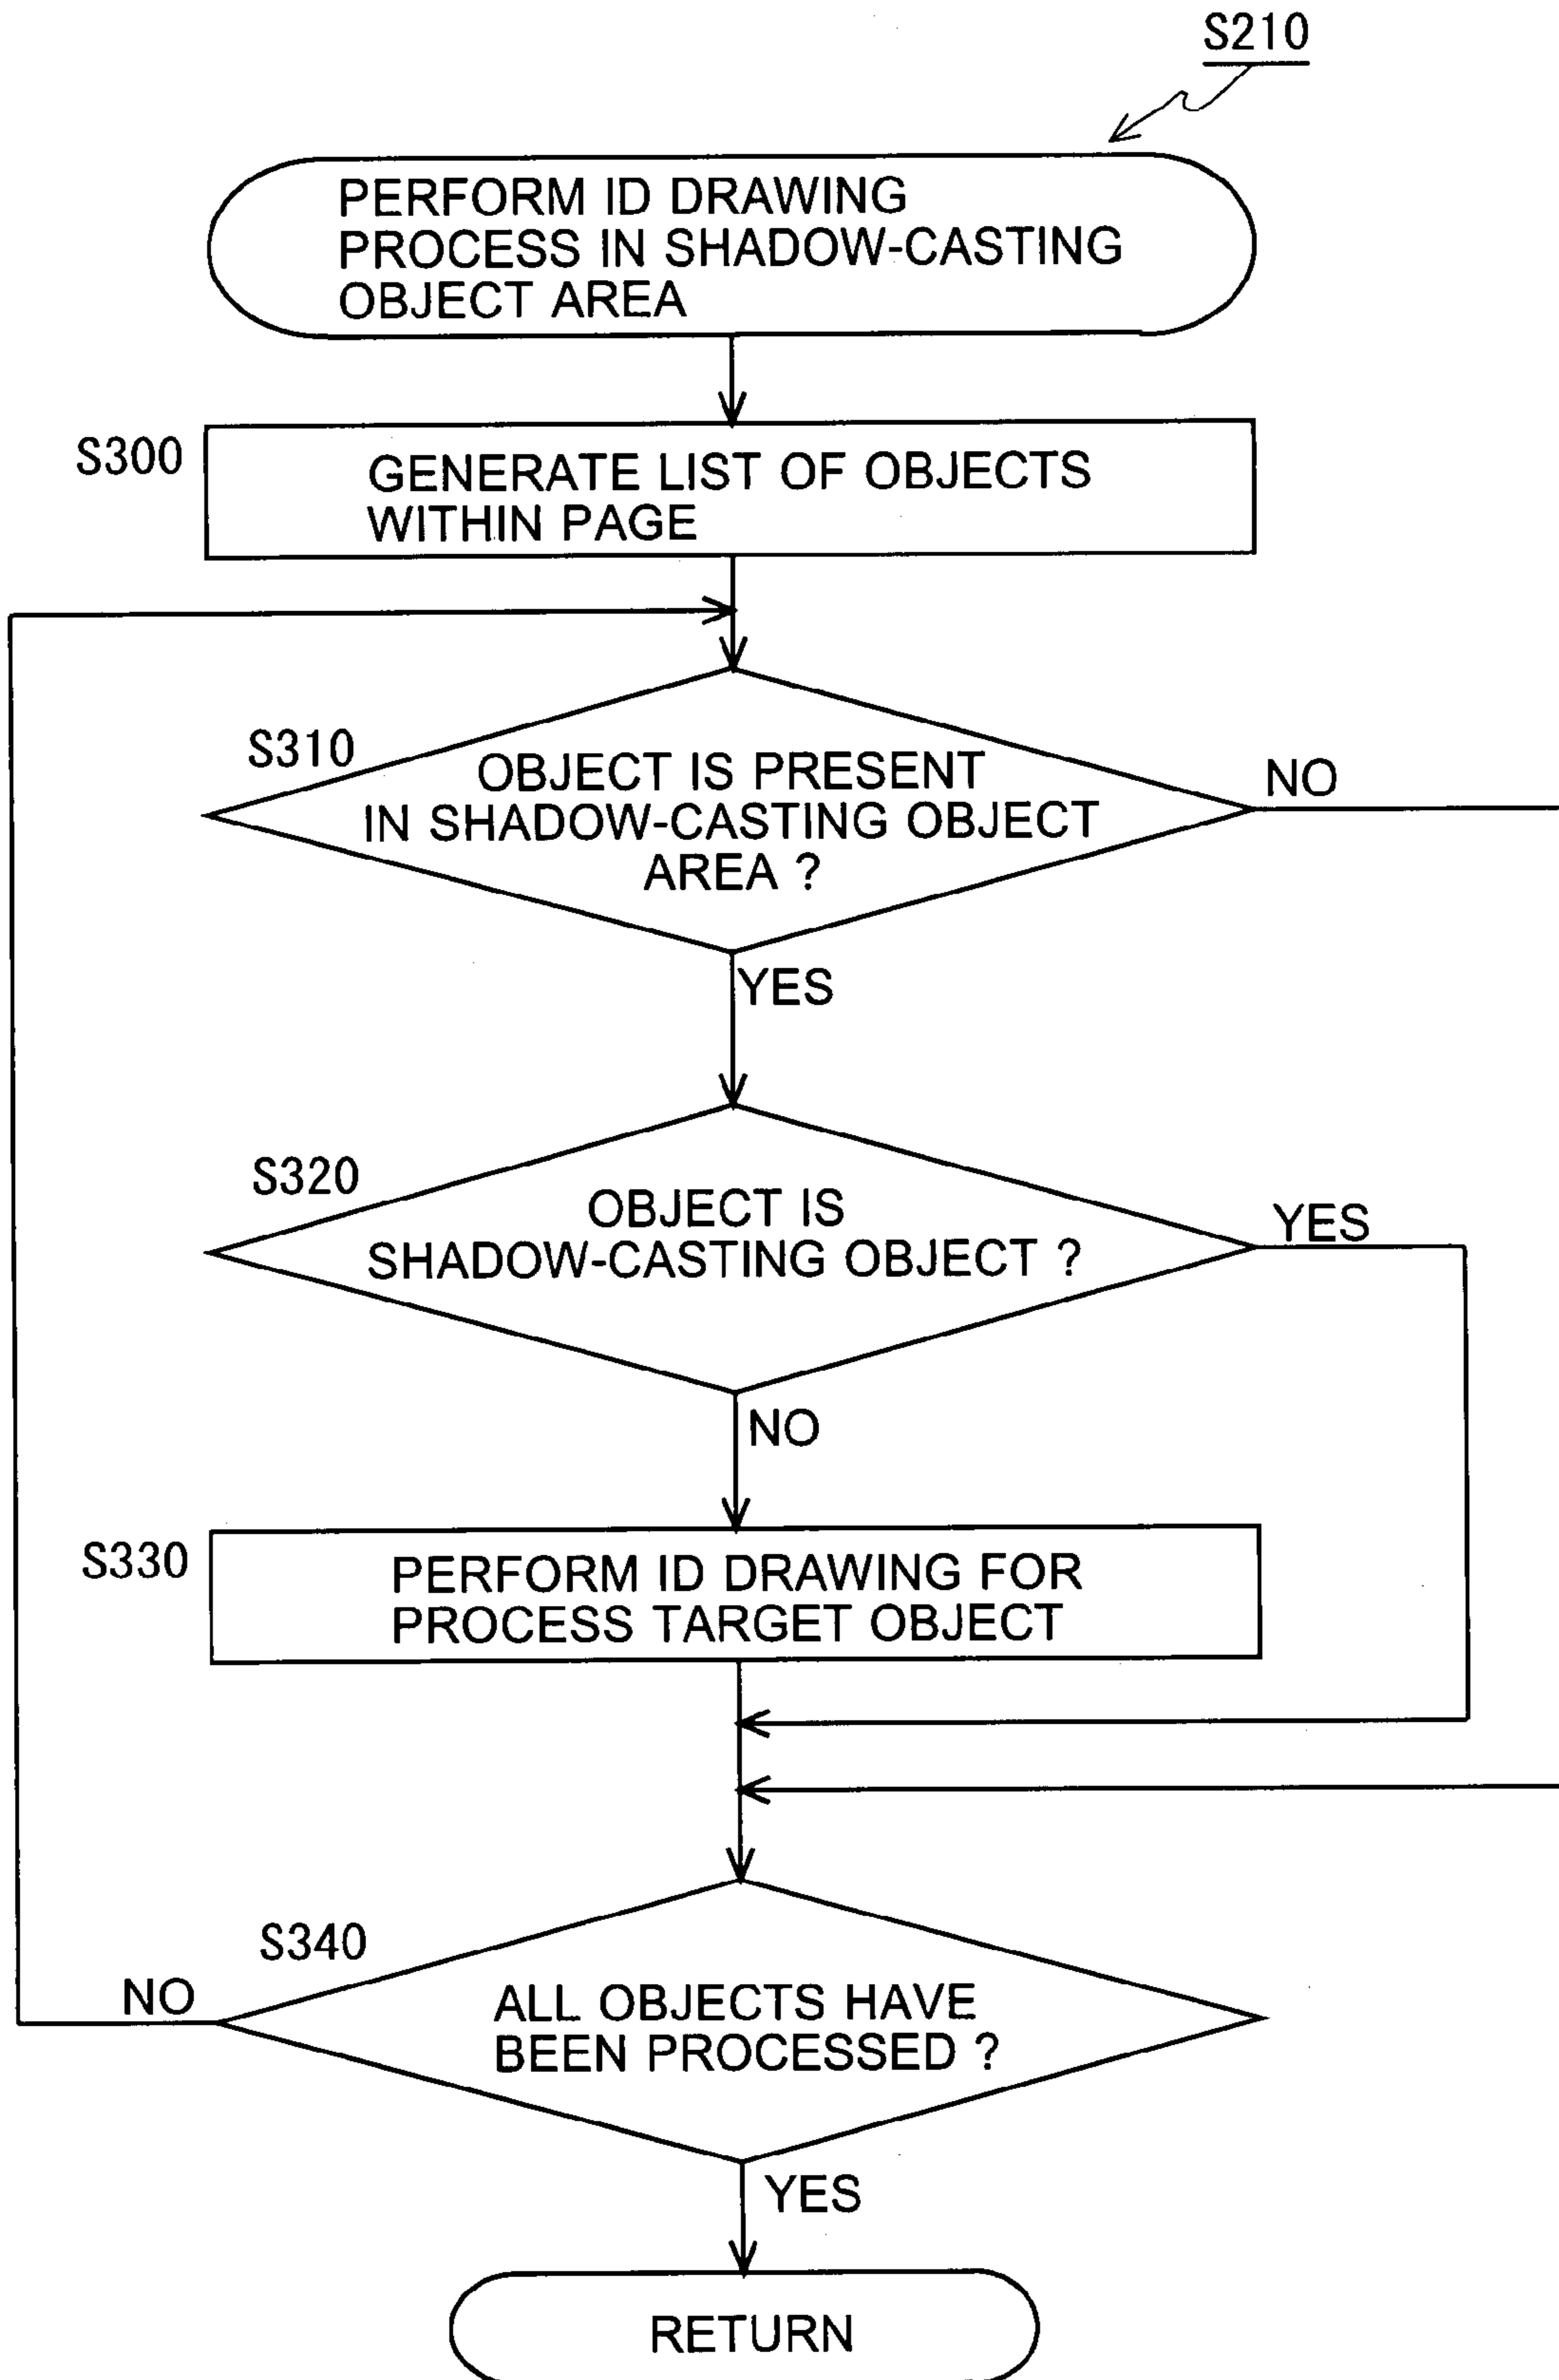 S210
PERFORM ID DRAWING
PROCESS IN SHADOW-CASTING
OBJECT AREA
S300
GENERATE LIST OF OBJECTS
WITHIN PAGE
S310
OBJECT IS PRESENT
IN SHADOW-CASTING OBJECT
AREA ?
NO
YES
S320
OBJECT IS
SHADOW-CASTING OBJECT ?
YES
NO
S330
PERFORM ID DRAWING FOR
PROCESS TARGET OBJECT
S340
NO
ALL OBJECTS HAVE
BEEN PROCESSED ?
YES
RETURN